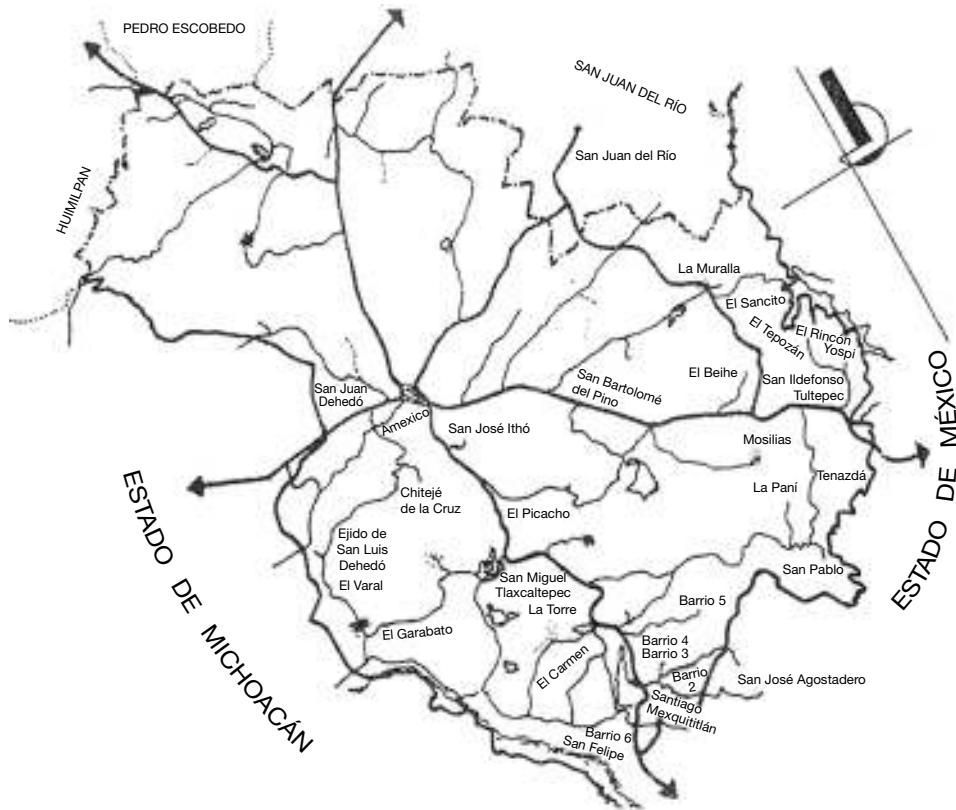 PEDRO ESCOBEDO
SAN JUAN DEL RÍO
San Juan del Río
HUIMILPAN
La Muralla
El Sancito
El Rincón
Yospi
El Tepozán
El Beihe
San Ildefonso
Tultepec
San Bartolomé
del Pino
San Juan
Dehedó
Amexico
San José Ithó
Mosilias
ESTADO DE MÉXICO
La Paní
Tenazdá
Chitejé
de la Cruz
El Picacho
ESTADO DE MICHOACÁN
Ejido de
San Luis
Dehedó
El Varal
San Pablo
San Miguel
Tlaxcaltepec
La Torre
Barrio 5
El Garabato
Barrio 4
Barrio 3
El Carmen
Barrio
2
San José Agostadero
Santiago
Mexquititlán
Barrio 6
San Felipe